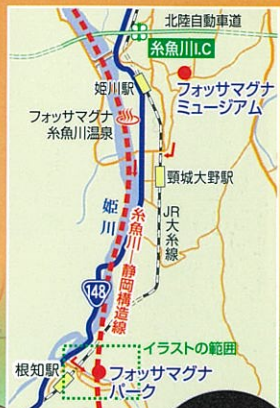 北陸自動車道
糸魚川I.C
姫川駅
フォッサマグナ
ミュージアム
フォッサマグナ
糸魚川温泉
頸城大野駅
姫川
糸魚川―静岡構造線
JR大糸線
148
イラストの範囲
根知駅
フォッサマグナ
パーク